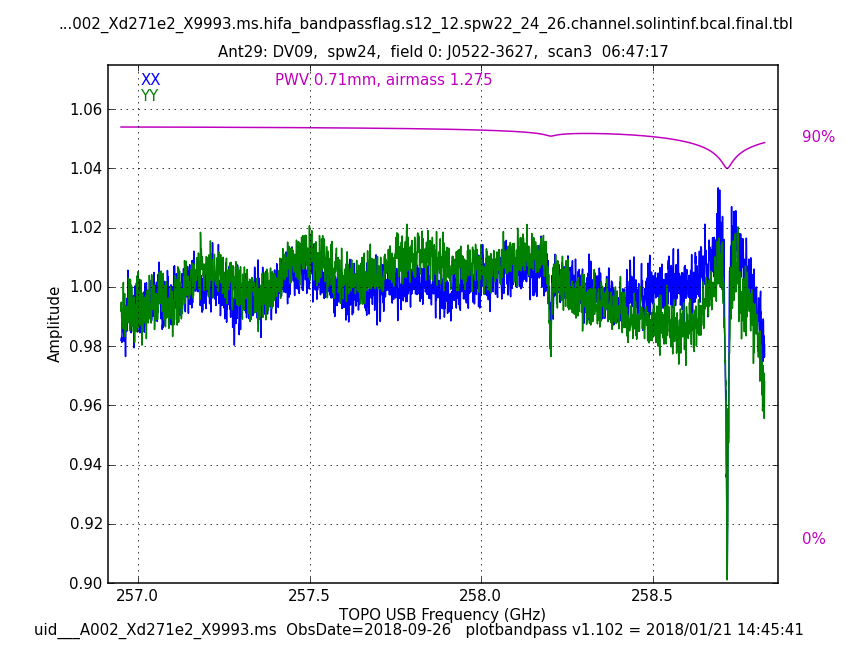 ...002_Xd271e2_X9993.ms.hifa_bandpassflag.s12_12.spw22_24_26.channel.solintinf.bcal.final.tbl
Ant29: DV09,  spw24,  field 0: J0522-3627,  scan3  06:47:17
XX
YY
PWV 0.71mm, airmass 1.275
90%
0%
1.06
1.04
1.02
1.00
0.98
0.96
0.94
0.92
0.90
Amplitude
257.0
257.5
258.0
258.5
TOPO USB Frequency (GHz)
uid___A002_Xd271e2_X9993.ms  ObsDate=2018-09-26   plotbandpass v1.102 = 2018/01/21 14:45:41